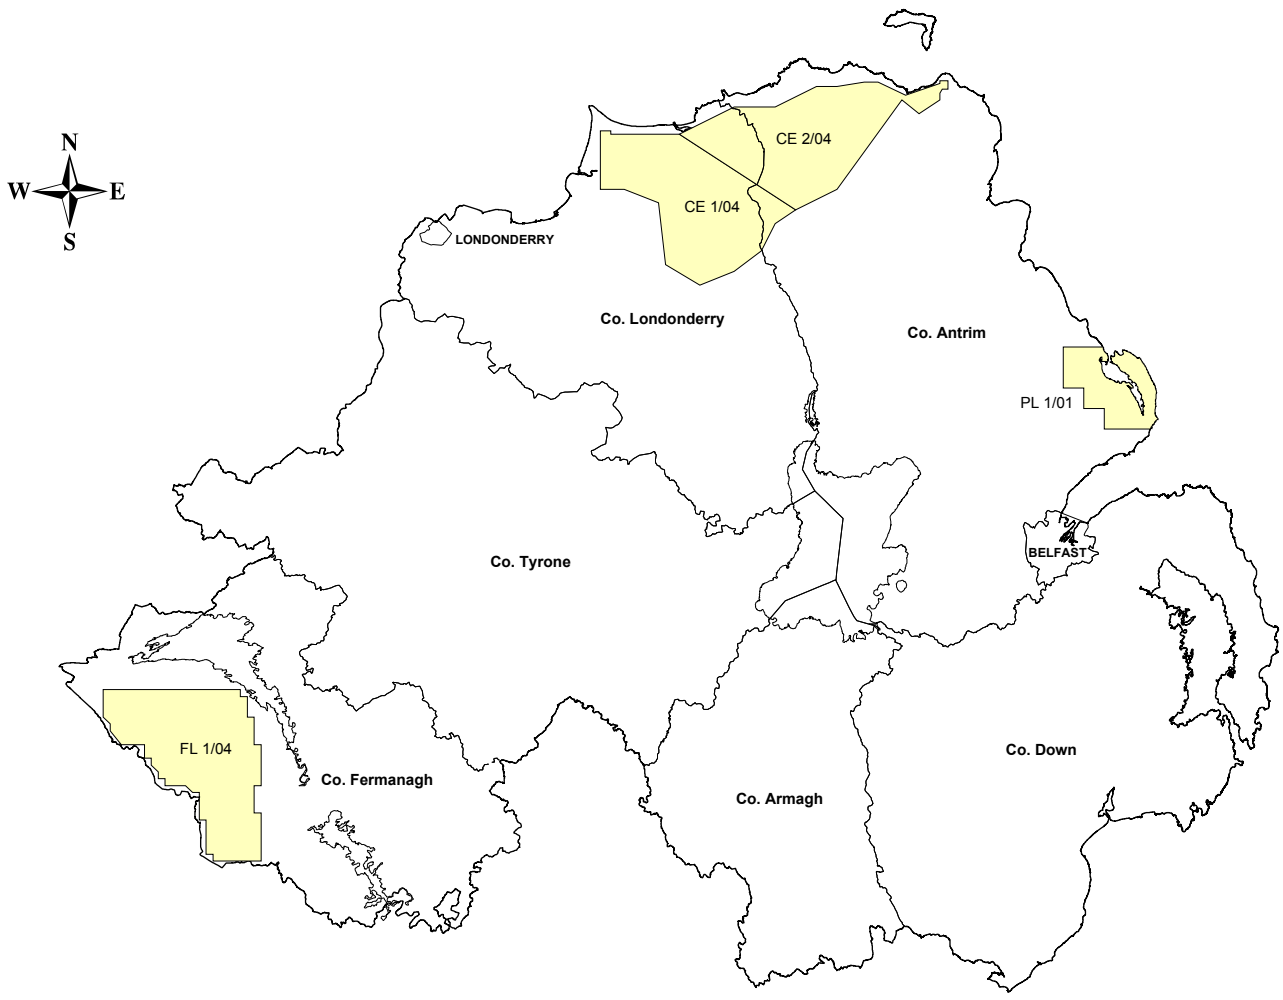 N
W E
S
CE 2/04
CE 1/04
LONDONDERRY
Co. Londonderry
Co. Antrim
PL 1/01
BELFAST
Co. Tyrone
FL 1/04
Co. Fermanagh
Co. Down
Co. Armagh